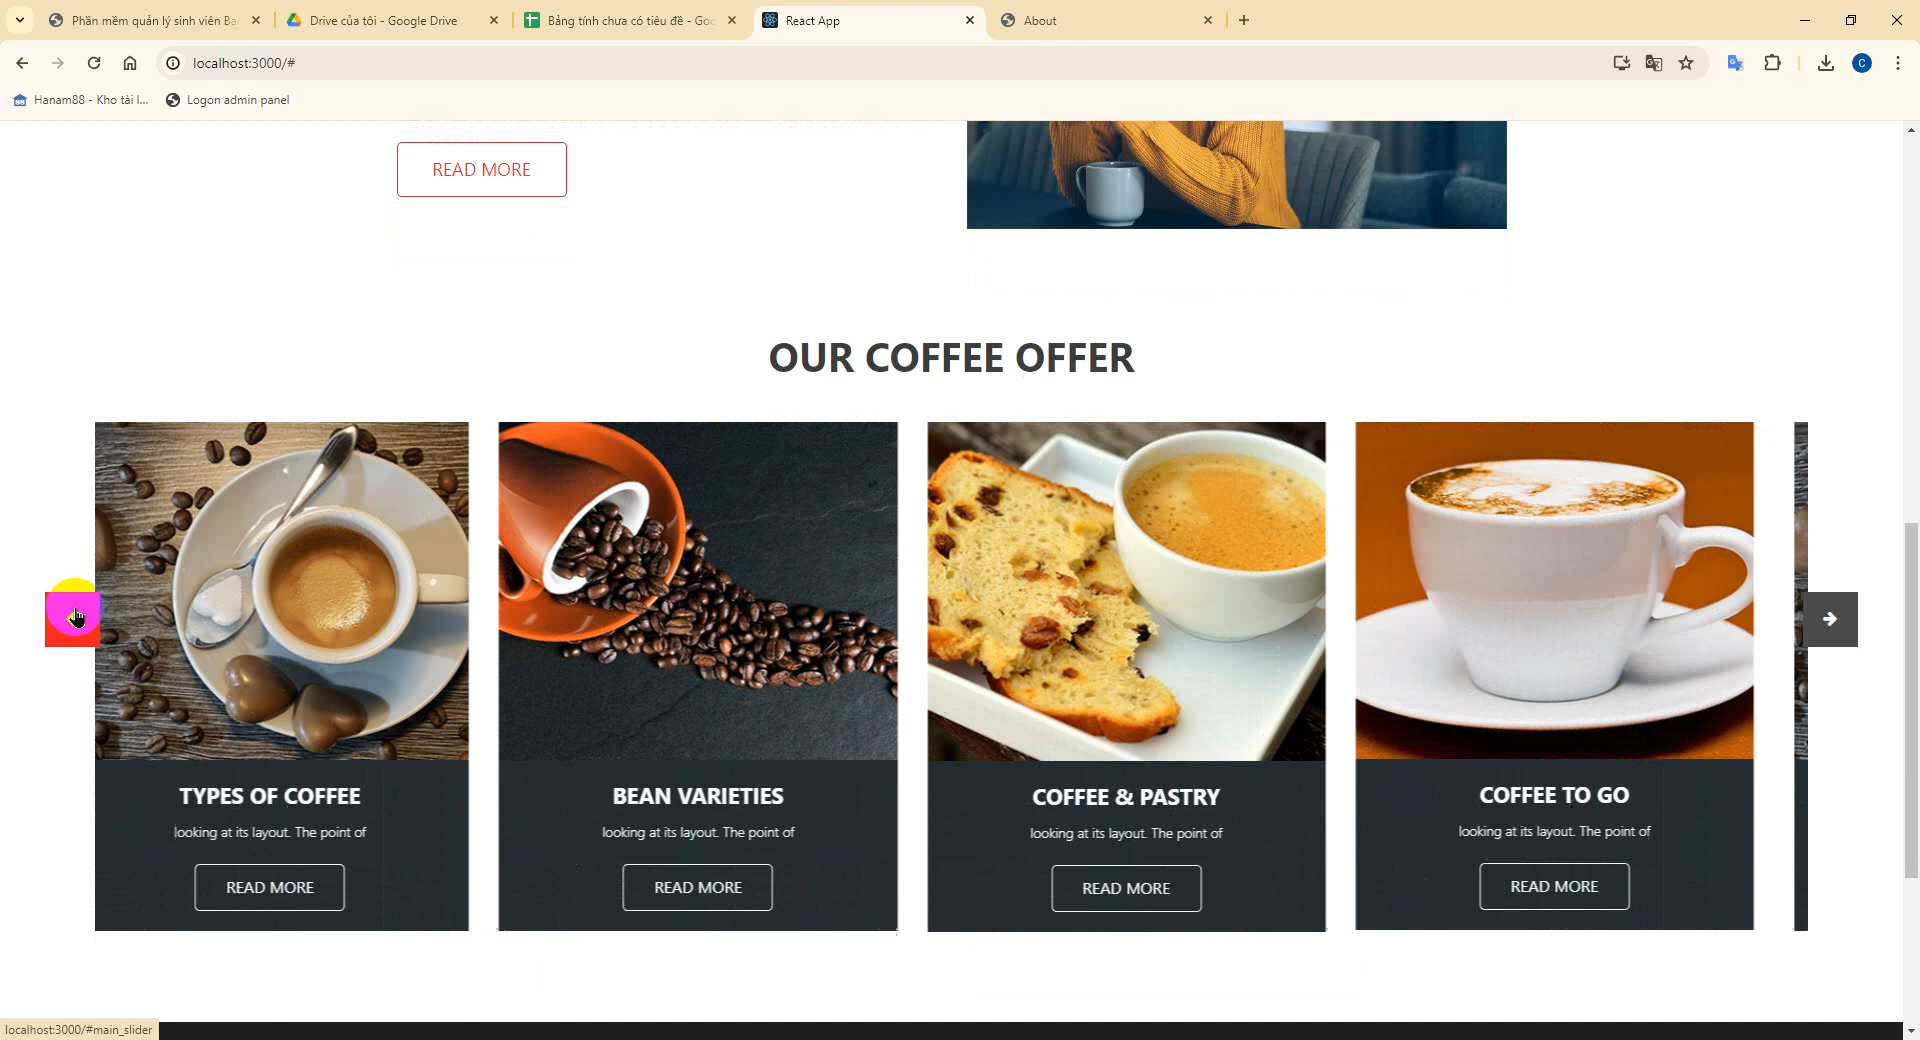 Phần mềm quản lý sinh viên Ba
Drive của tôi - Google Drive
Bảng tính chưa có tiêu đề - Goo
React App
About
localhost:3000/#
Hanam88 - Kho tài l...
Logon admin panel
READ MORE
OUR COFFEE OFFER
TYPES OF COFFEE
looking at its layout. The point of
READ MORE
BEAN VARIETIES
looking at its layout. The point of
READ MORE
COFFEE & PASTRY
looking at its layout. The point of
READ MORE
COFFEE TO GO
looking at its layout. The point of
READ MORE
localhost:3000/#main_slider